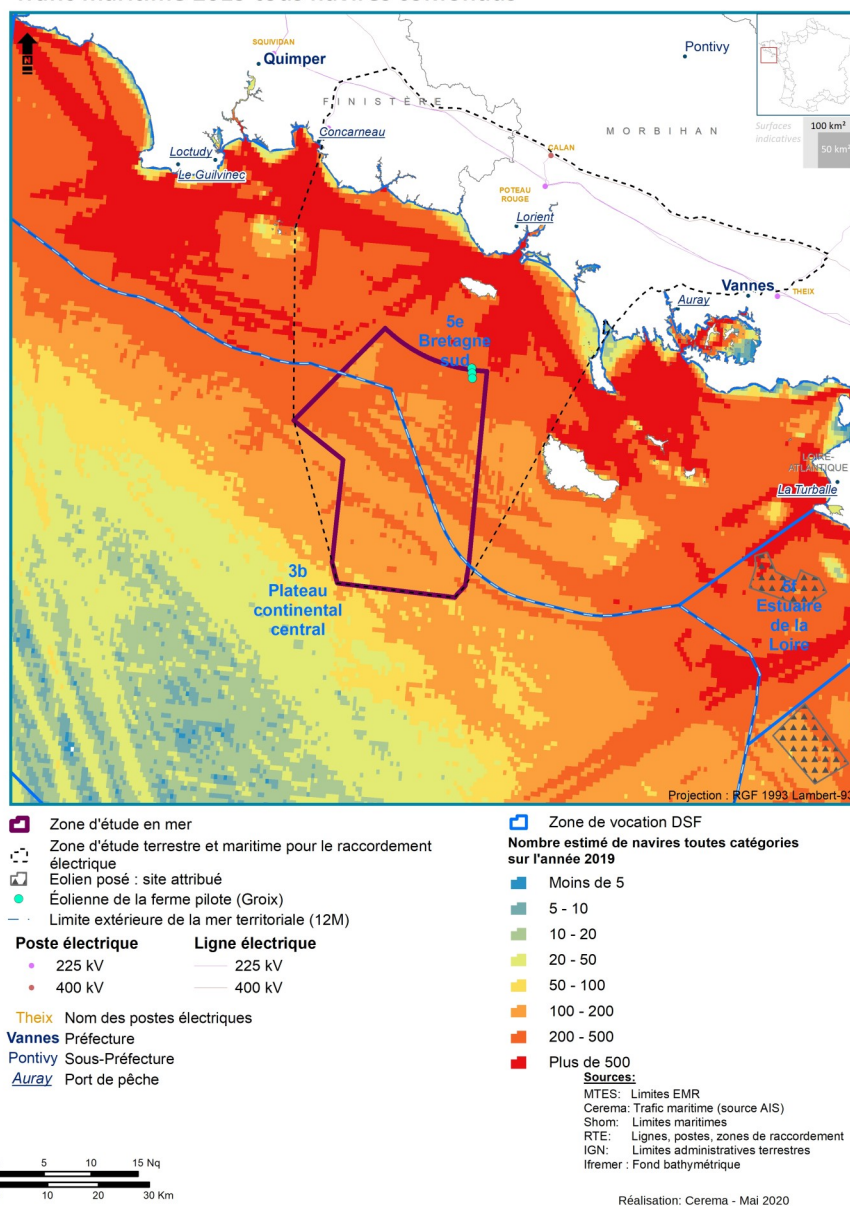 N
SQUIVIDAN
Quimper
Pontivy
FINISTÈRE
Surfaces
indicatives
100 km²
50 km²
MORBIHAN
Concarneau
Loctudy
Le Guilvinec
CALAN
POTEAU
ROUGE
Lorient
Vannes
THEIX
Auray
5e
Bretagne
sud
LOIRE-
ATLANTIQUE
La Turballe
3b
Plateau
continental
central
5f
Estuaire
de la
Loire
Projection : RGF 1993 Lambert-93
Zone d'étude en mer
Zone d'étude terrestre et maritime pour le raccordement
électrique
Eolien posé : site attribué
Éolienne de la ferme pilote (Groix)
Limite extérieure de la mer territoriale (12M)
Poste électrique Ligne électrique
225 kV 225 kV
400 kV 400 kV
Theix Nom des postes électriques
Vannes Préfecture
Pontivy Sous-Préfecture
Auray Port de pêche
Zone de vocation DSF
Nombre estimé de navires toutes catégories
sur l'année 2019
Moins de 5
5 - 10
10 - 20
20 - 50
50 - 100
100 - 200
200 - 500
Plus de 500
Sources:
MTES: Limites EMR
Cerema: Trafic maritime (source AIS)
Shom: Limites maritimes
RTE: Lignes, postes, zones de raccordement
IGN: Limites administratives terrestres
Ifremer : Fond bathymétrique
5 10 15 Nq
10 20 30 Km
Réalisation: Cerema - Mai 2020